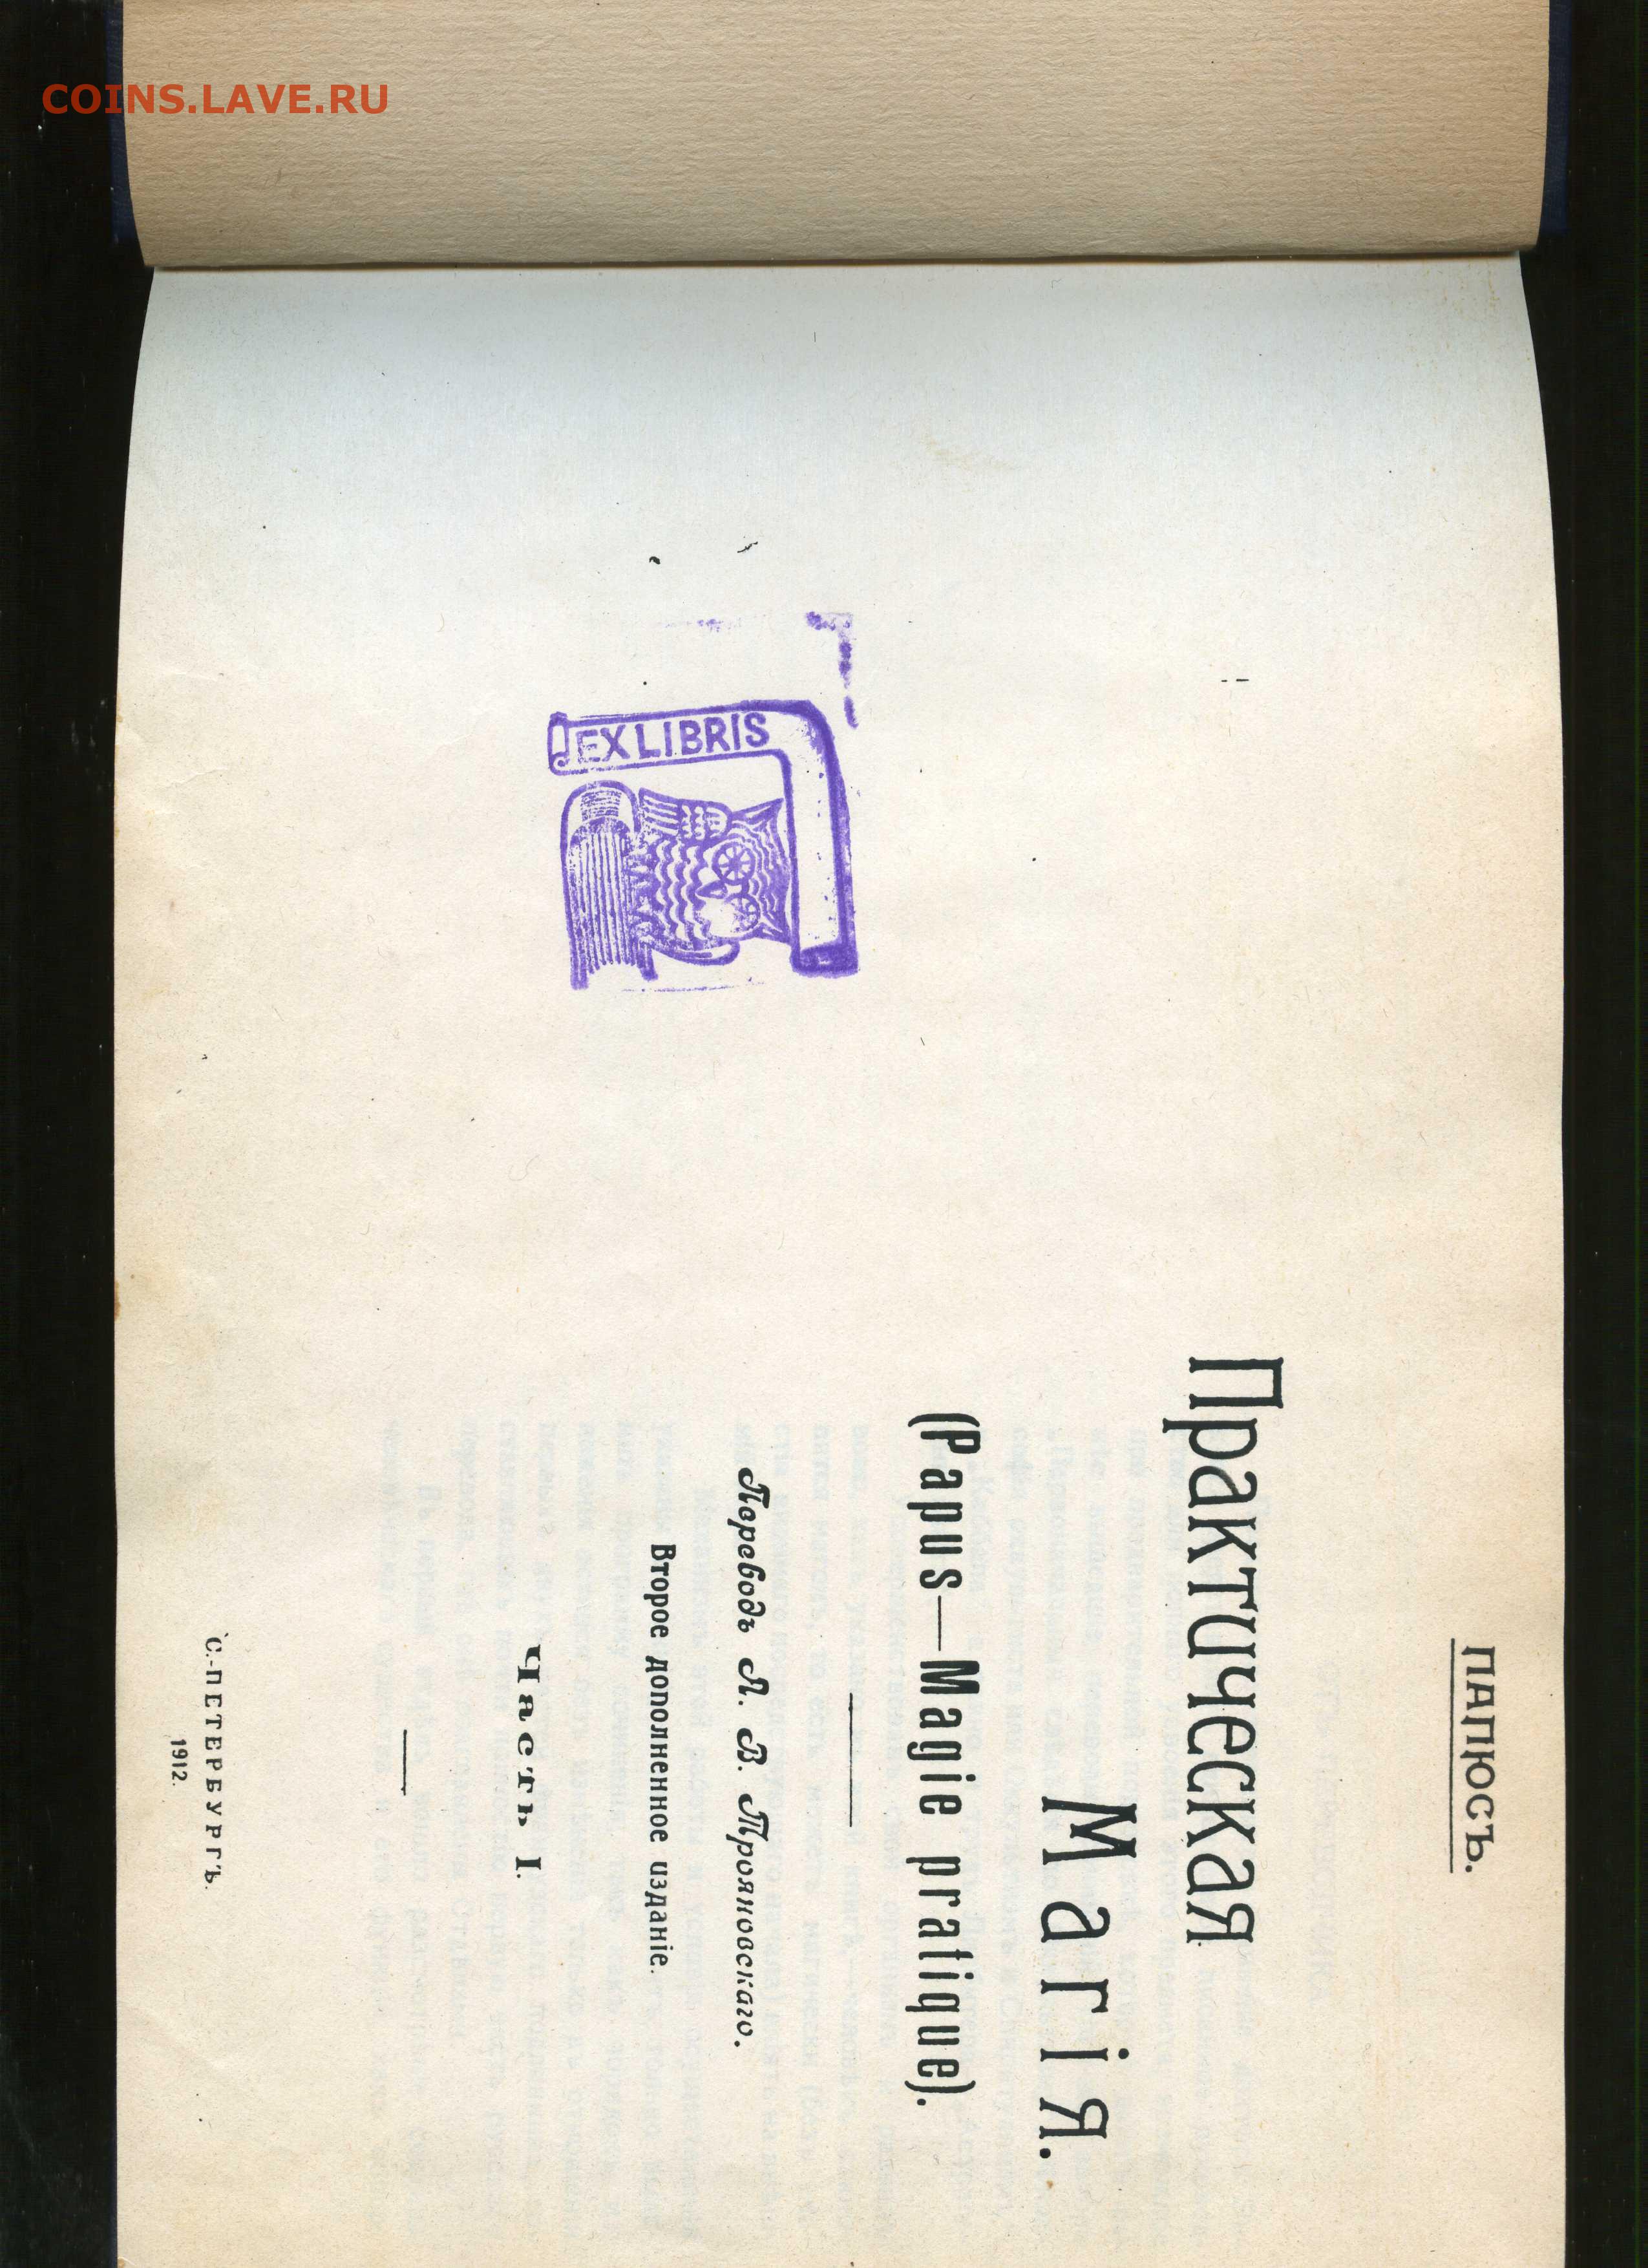 COINS.LAVE.RU
EX LIBRIS
ПАПЮСЪ.
Практическая
Магія.
(Papus—Magie pratique).
Переводъ А. В. Трояновскаго.
Второе дополненное изданіе.
Часть I.
С.-ПЕТЕРБУРГЪ.
1912.